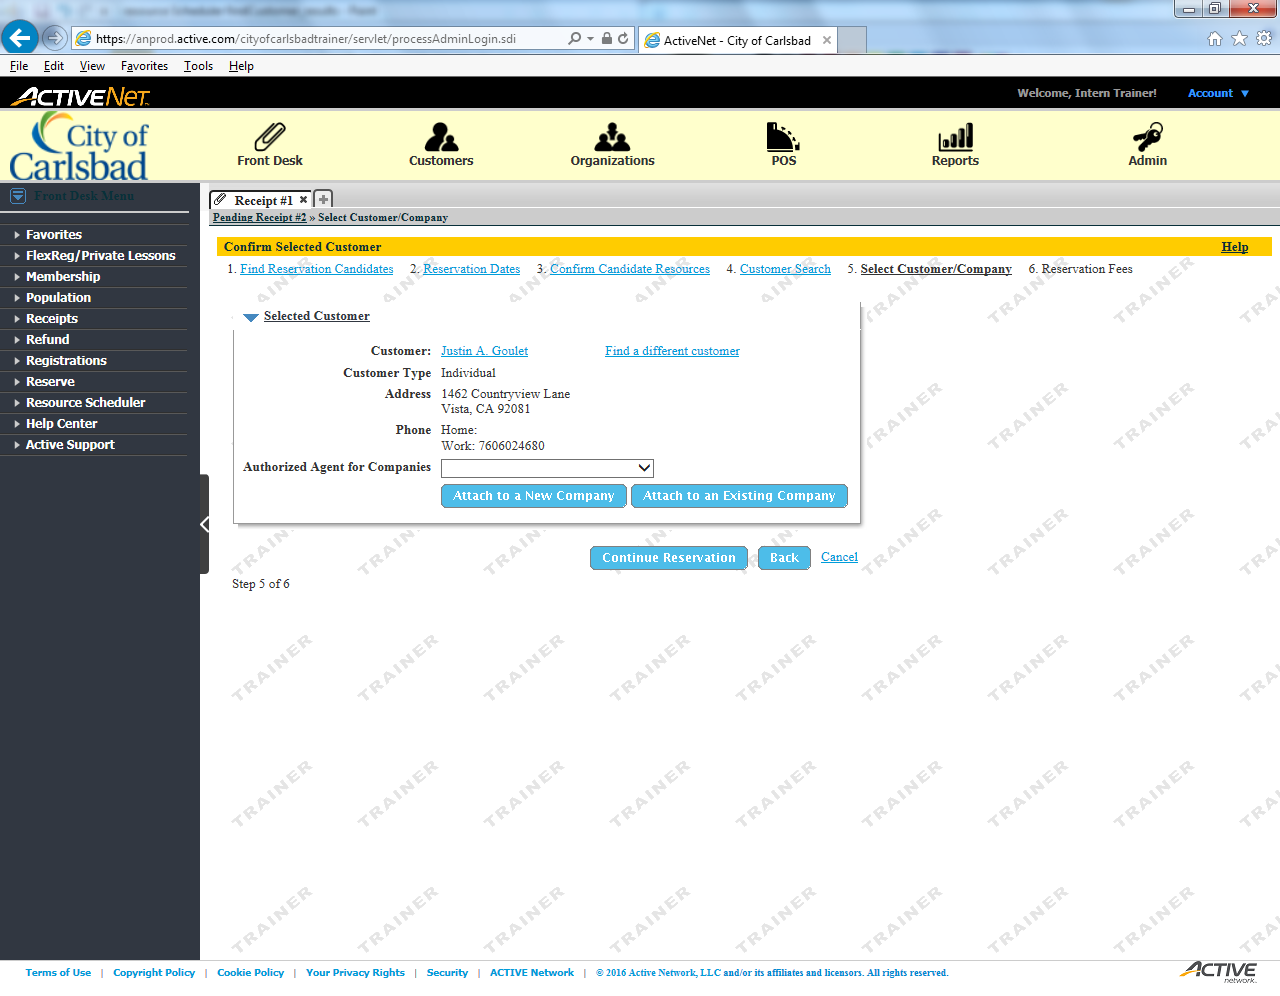 https://anprod.active.com/cityofcarlsbadtrainer/servlet/processAdminLogin.sdi
ActiveNet - City of Carlsbad
File Edit View Favorites Tools Help
ACTIVENET
Welcome, Intern Trainer! Account
City of Carlsbad
Front Desk Customers Organizations POS Reports Admin
Front Desk Menu
Favorites
FlexReg/Private Lessons
Membership
Population
Receipts
Refund
Registrations
Reserve
Resource Scheduler
Help Center
Active Support
Receipt #1
Pending Receipt #2 » Select Customer/Company
Confirm Selected Customer Help
1. Find Reservation Candidates 2. Reservation Dates 3. Confirm Candidate Resources 4. Customer Search 5. Select Customer/Company 6. Reservation Fees
Selected Customer
Customer: Justin A. Goulet Find a different customer
Customer Type Individual
Address 1462 Countryview Lane
Vista, CA 92081
Phone Home:
Work: 7606024680
Authorized Agent for Companies
Attach to a New Company Attach to an Existing Company
Continue Reservation Back Cancel
Step 5 of 6
TRAINER TRAINER TRAINER TRAINER TRAINER TRAINER TRAINER TRAINER
Terms of Use | Copyright Policy | Cookie Policy | Your Privacy Rights | Security | ACTIVE Network | © 2016 Active Network, LLC and/or its affiliates and licensors. All rights reserved.
ACTIVE network